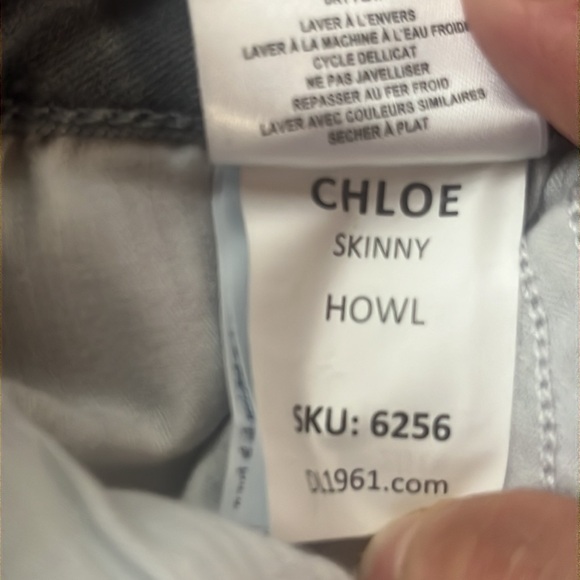 LAVER À L'ENVERS
LAVER À LA MACHINE À L'EAU FROIDE
CYCLE DELLICAT
NE PAS JAVELLISER
REPASSER AU FER FROID
LAVER AVEC COULEURS SIMILAIRES
SECHER À PLAT
CHLOE
SKINNY
HOWL
SKU: 6256
DL1961.com